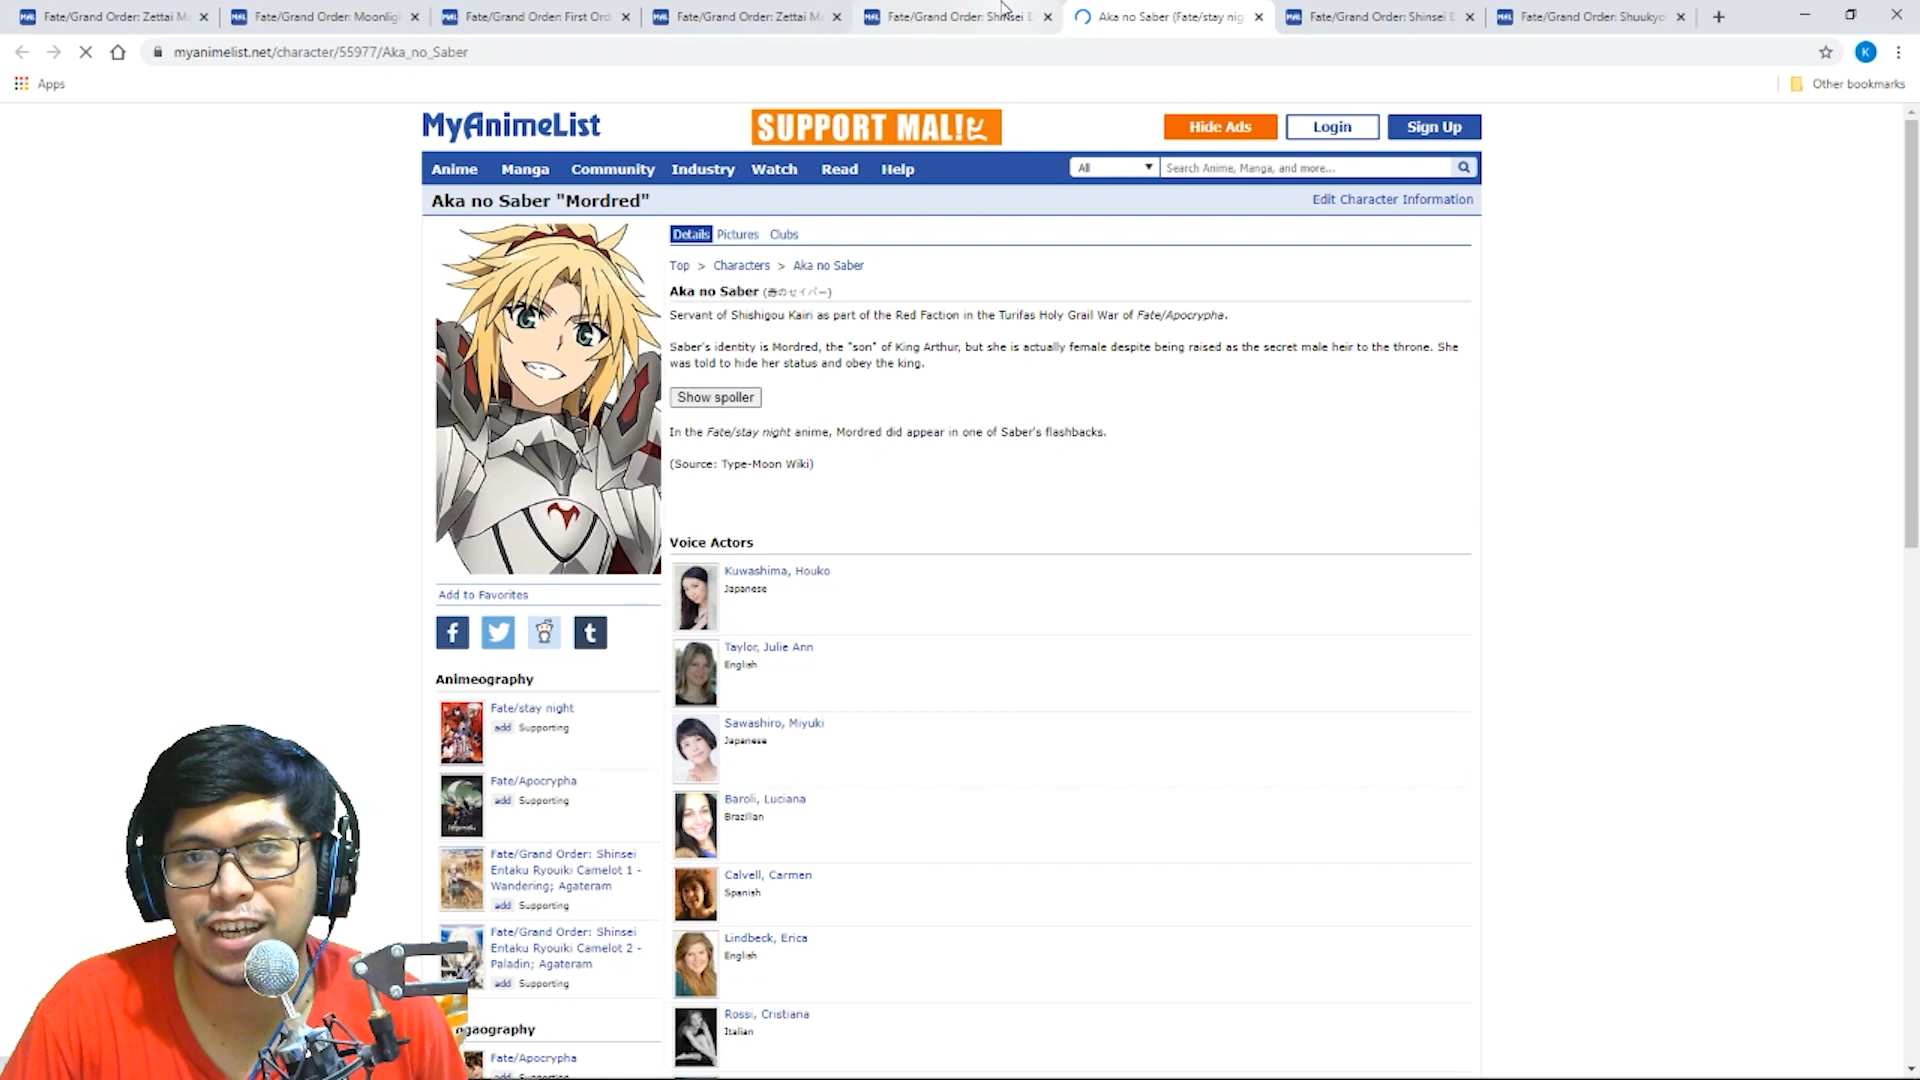 Fate/Grand Order: Zettai M
Fate/Grand Order: Moonlig
Fate/Grand Order: First Ord
Fate/Grand Order: Zettai M
Fate/Grand Order: Shinsei E
Aka no Saber (Fate/stay nig
Fate/Grand Order: Shinsei E
Fate/Grand Order: Shuukyo
myanimelist.net/character/55977/Aka_no_Saber
K
Apps
Other bookmarks
MyAnimeList
SUPPORT MAL!
Hide Ads
Login
Sign Up
Anime Manga Community Industry Watch Read Help
All
Search Anime, Manga, and more...
Aka no Saber "Mordred"
Edit Character Information
Details Pictures Clubs
Top > Characters > Aka no Saber
Aka no Saber (赤のセイバー)
Servant of Shishigou Kairi as part of the Red Faction in the Turifas Holy Grail War of Fate/Apocrypha.
Saber's identity is Mordred, the "son" of King Arthur, but she is actually female despite being raised as the secret male heir to the throne. She
was told to hide her status and obey the king.
Show spoiler
In the Fate/stay night anime, Mordred did appear in one of Saber's flashbacks.
(Source: Type-Moon Wiki)
Voice Actors
Kuwashima, Houko
Japanese
Taylor, Julie Ann
English
Sawashiro, Miyuki
Japanese
Baroli, Luciana
Brazilian
Calvell, Carmen
Spanish
Lindbeck, Erica
English
Rossi, Cristiana
Italian
Add to Favorites
Animeography
Fate/stay night
add Supporting
Fate/Apocrypha
add Supporting
Fate/Grand Order: Shinsei
Entaku Ryouiki Camelot 1 -
Wandering; Agateram
add Supporting
Fate/Grand Order: Shinsei
Entaku Ryouiki Camelot 2 -
Paladin; Agateram
add Supporting
ngaography
Fate/Apocrypha
add Supporting